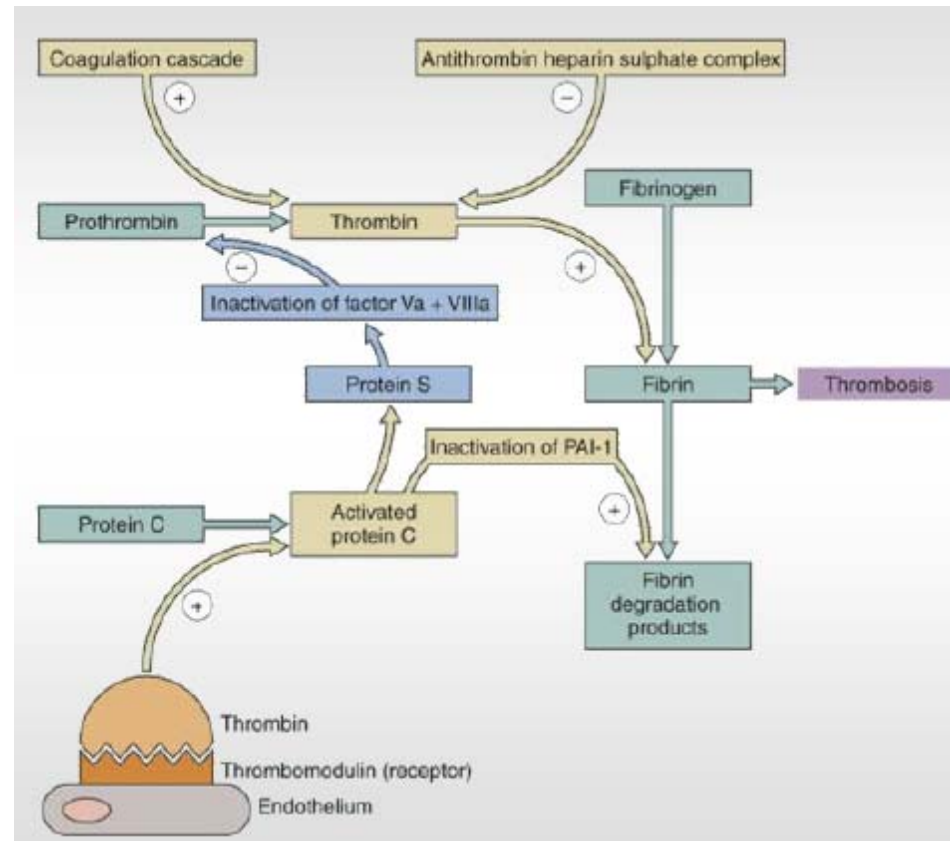 Coagulation cascade
Antithrombin heparin sulphate complex
+
−
Fibrinogen
Prothrombin
Thrombin
−
+
Inactivation of factor Va + VIIIa
Protein S
Fibrin
Thrombosis
Inactivation of PAI-1
Protein C
Activated
protein C
+
+
Fibrin
degradation
products
Thrombin
Thrombomodulin (receptor)
Endothelium